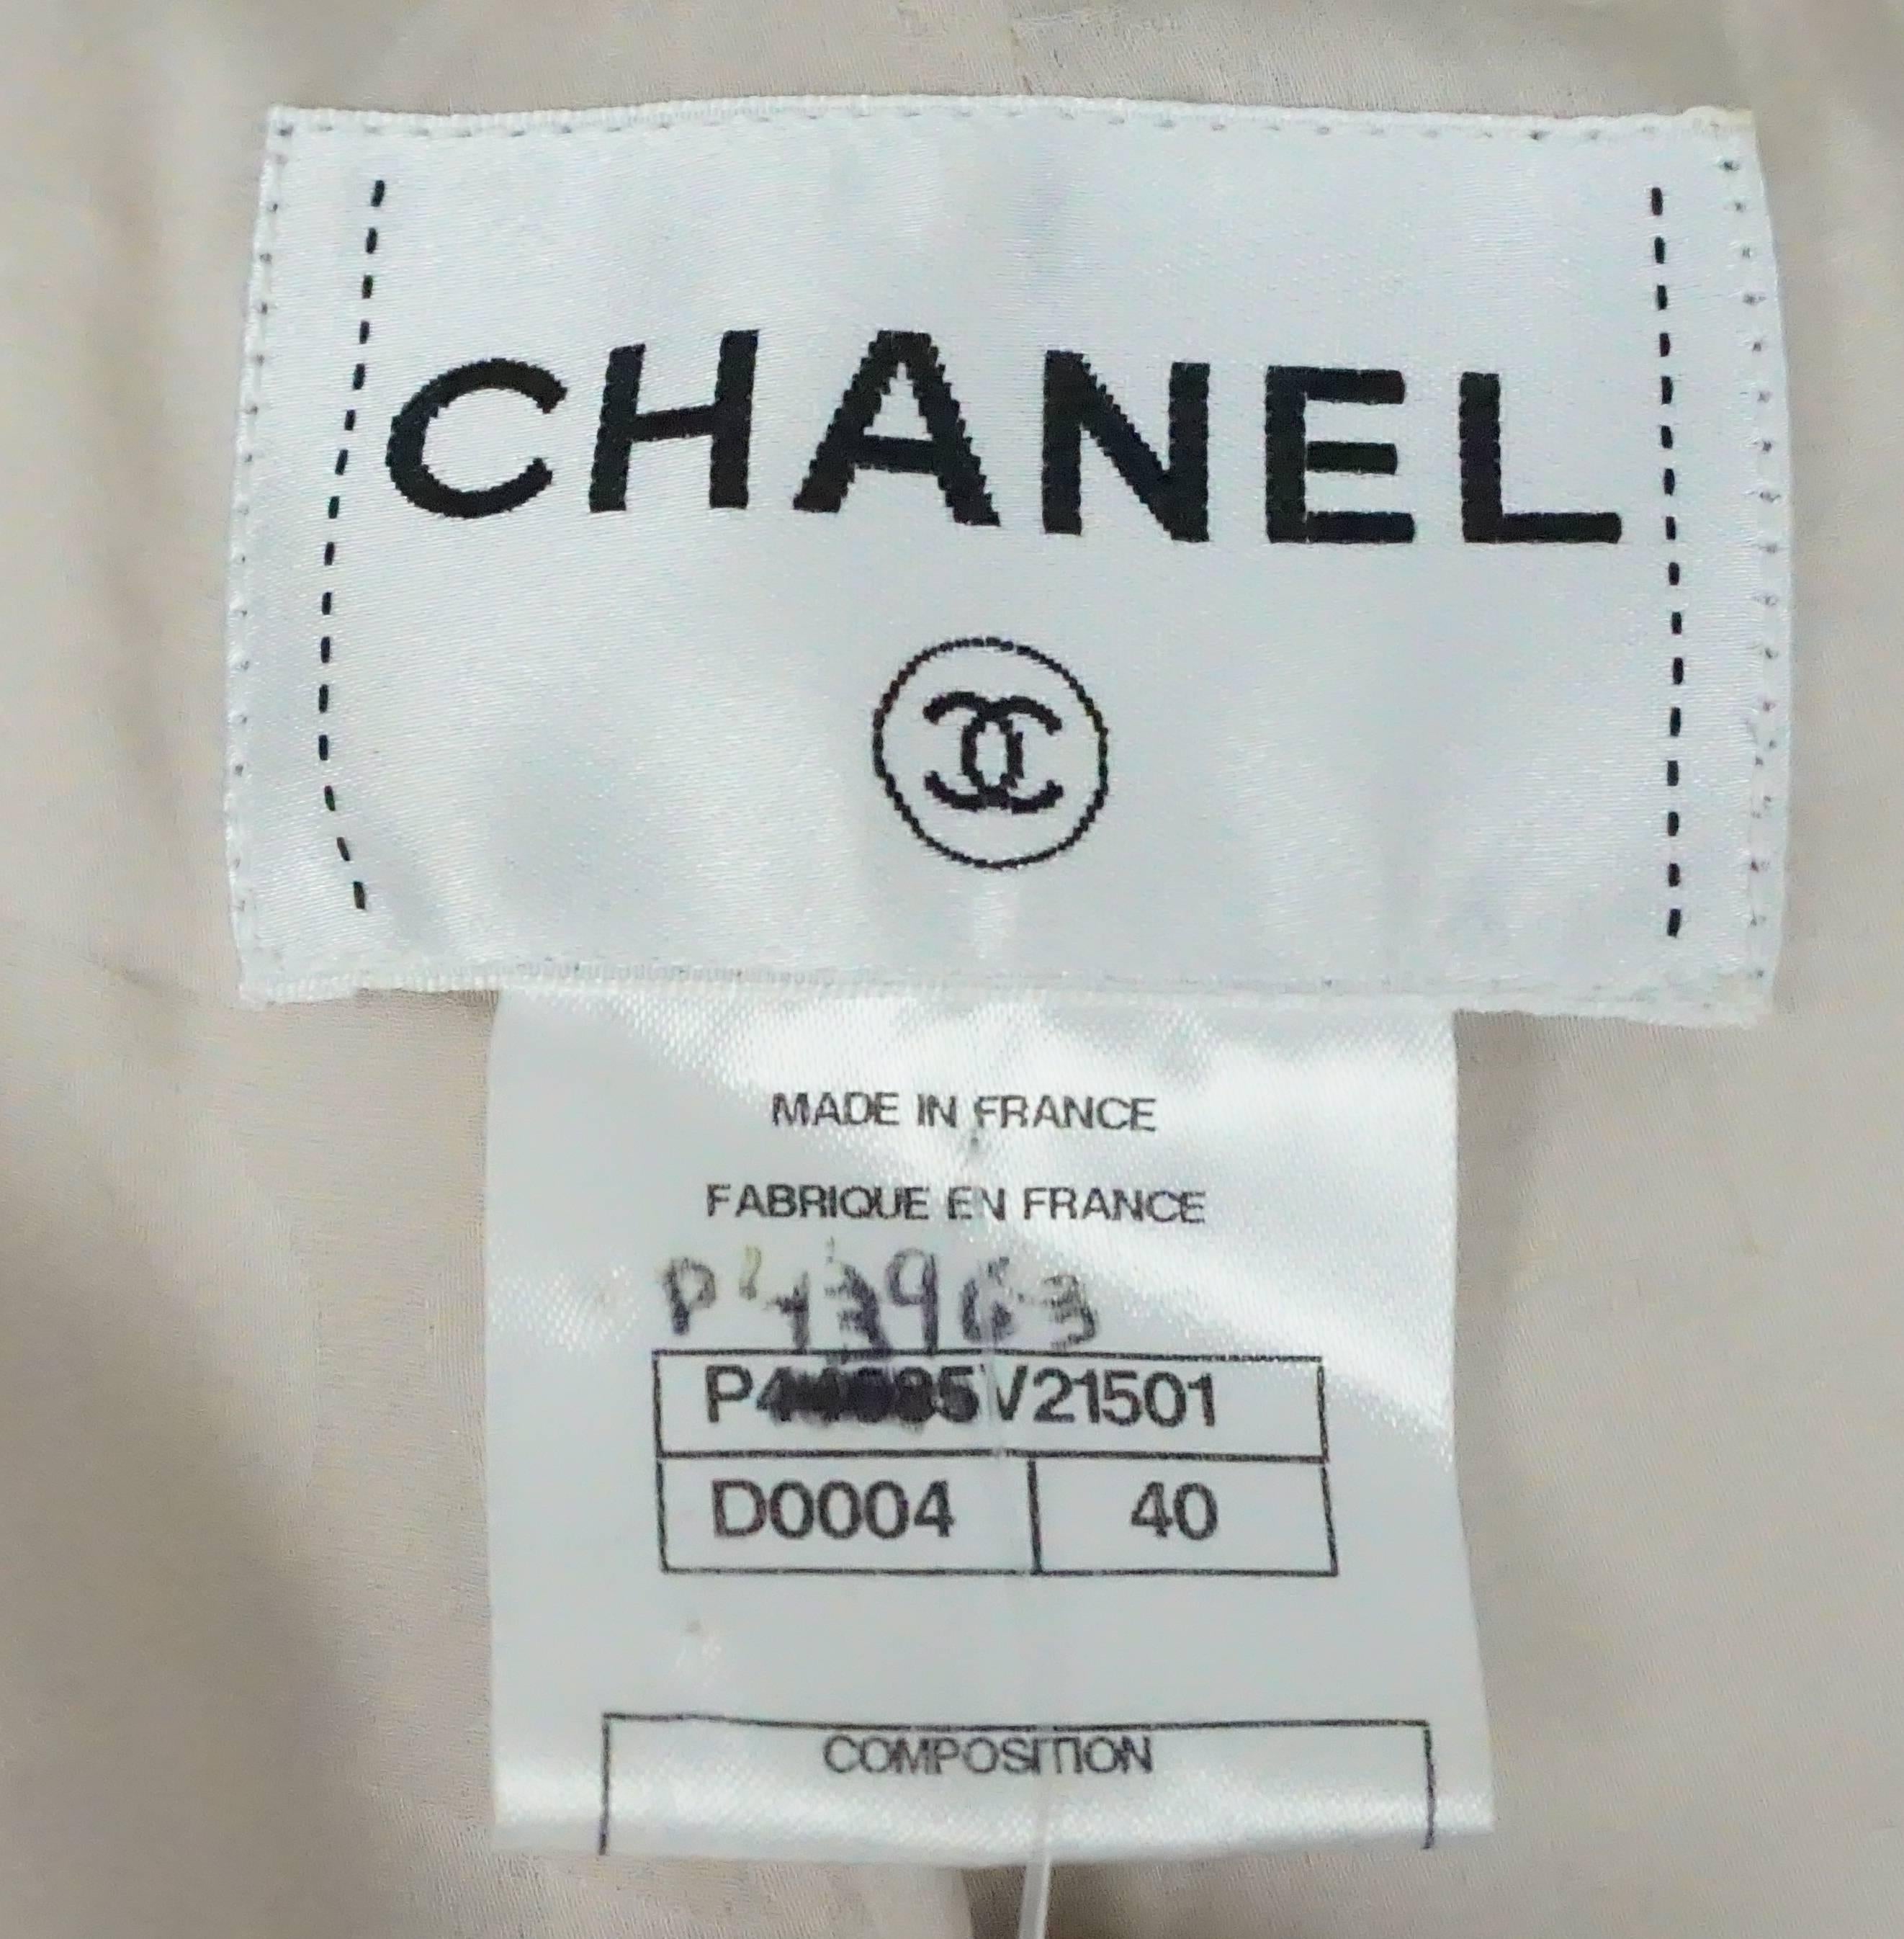 CHANEL
MADE IN FRANCE
FABRIQUE EN FRANCE
V21501
D0004 40
COMPOSITION